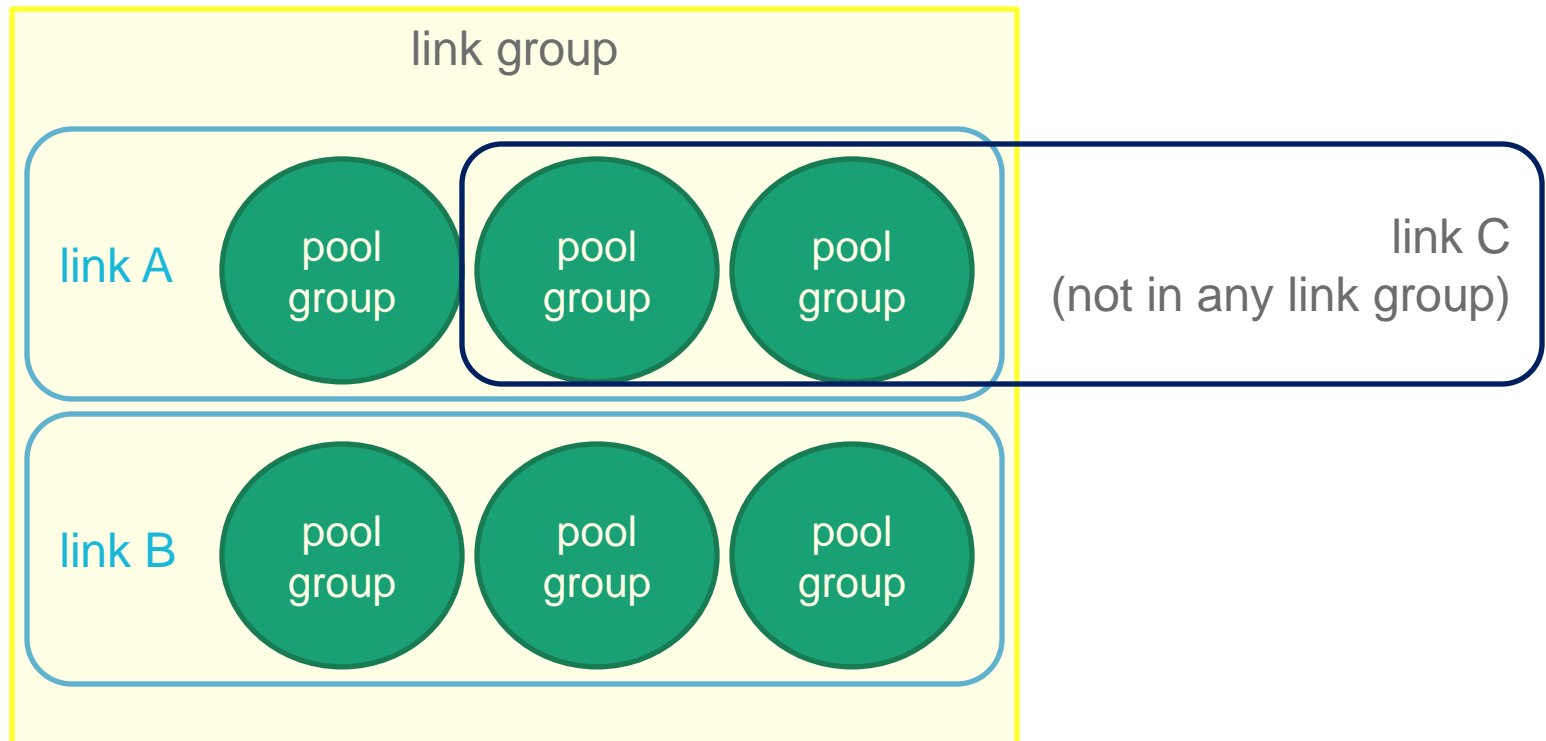 link group
link A
pool
group
pool
group
pool
group
link C
(not in any link group)
link B
pool
group
pool
group
pool
group